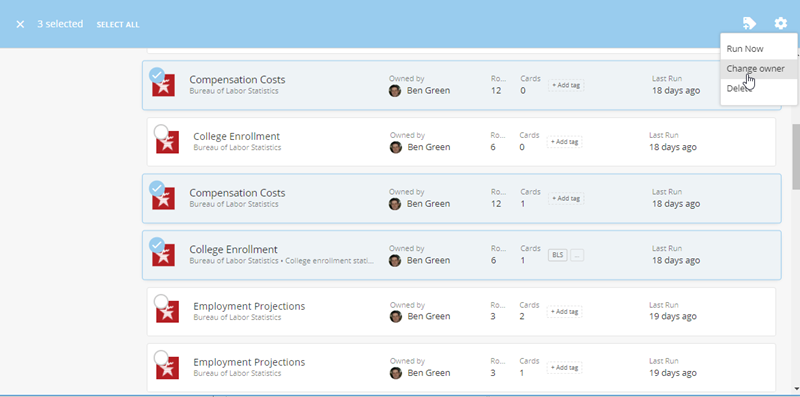 3 selected SELECT ALL
Run Now
Change owner
Delete
Compensation Costs
Bureau of Labor Statistics
Owned by
Ben Green
Ro...
12
Cards
0
+ Add tag
Last Run
18 days ago
College Enrollment
Bureau of Labor Statistics
Owned by
Ben Green
Ro...
6
Cards
0
+ Add tag
Last Run
18 days ago
Compensation Costs
Bureau of Labor Statistics
Owned by
Ben Green
Ro...
12
Cards
1
+ Add tag
Last Run
18 days ago
College Enrollment
Bureau of Labor Statistics • College enrollment stati...
Owned by
Ben Green
Ro...
6
Cards
1
BLS
...
Last Run
18 days ago
Employment Projections
Bureau of Labor Statistics
Owned by
Ben Green
Ro...
3
Cards
2
+ Add tag
Last Run
19 days ago
Employment Projections
Bureau of Labor Statistics
Owned by
Ben Green
Ro...
3
Cards
1
+ Add tag
Last Run
19 days ago